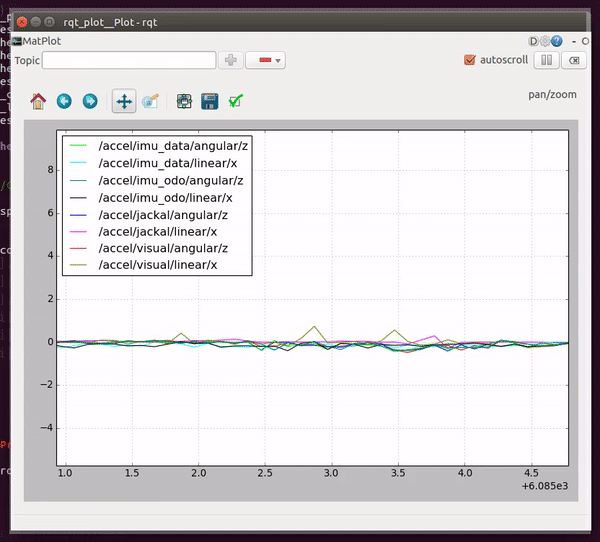 rqt_plot__Plot - rqt
MatPlot
D
?
- O
Topic
autoscroll
pan/zoom
/accel/imu_data/angular/z
/accel/imu_data/linear/x
/accel/imu_odo/angular/z
/accel/imu_odo/linear/x
/accel/jackal/angular/z
/accel/jackal/linear/x
/accel/visual/angular/z
/accel/visual/linear/x
8
6
4
2
0
−2
−4
1.0 1.5 2.0 2.5 3.0 3.5 4.0 4.5
+6.085e3